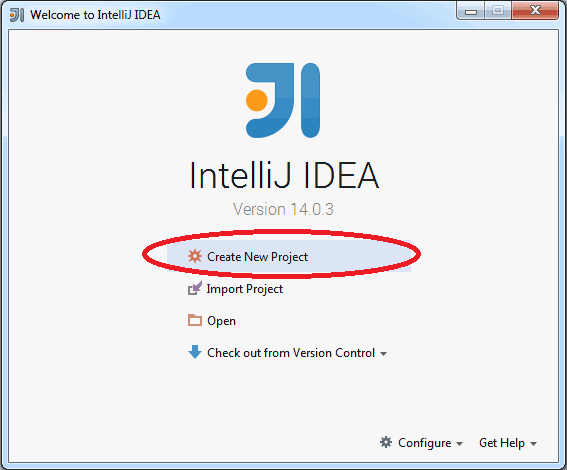 Welcome to IntelliJ IDEA
IntelliJ IDEA
Version 14.0.3
Create New Project
Import Project
Open
Check out from Version Control
Configure
Get Help